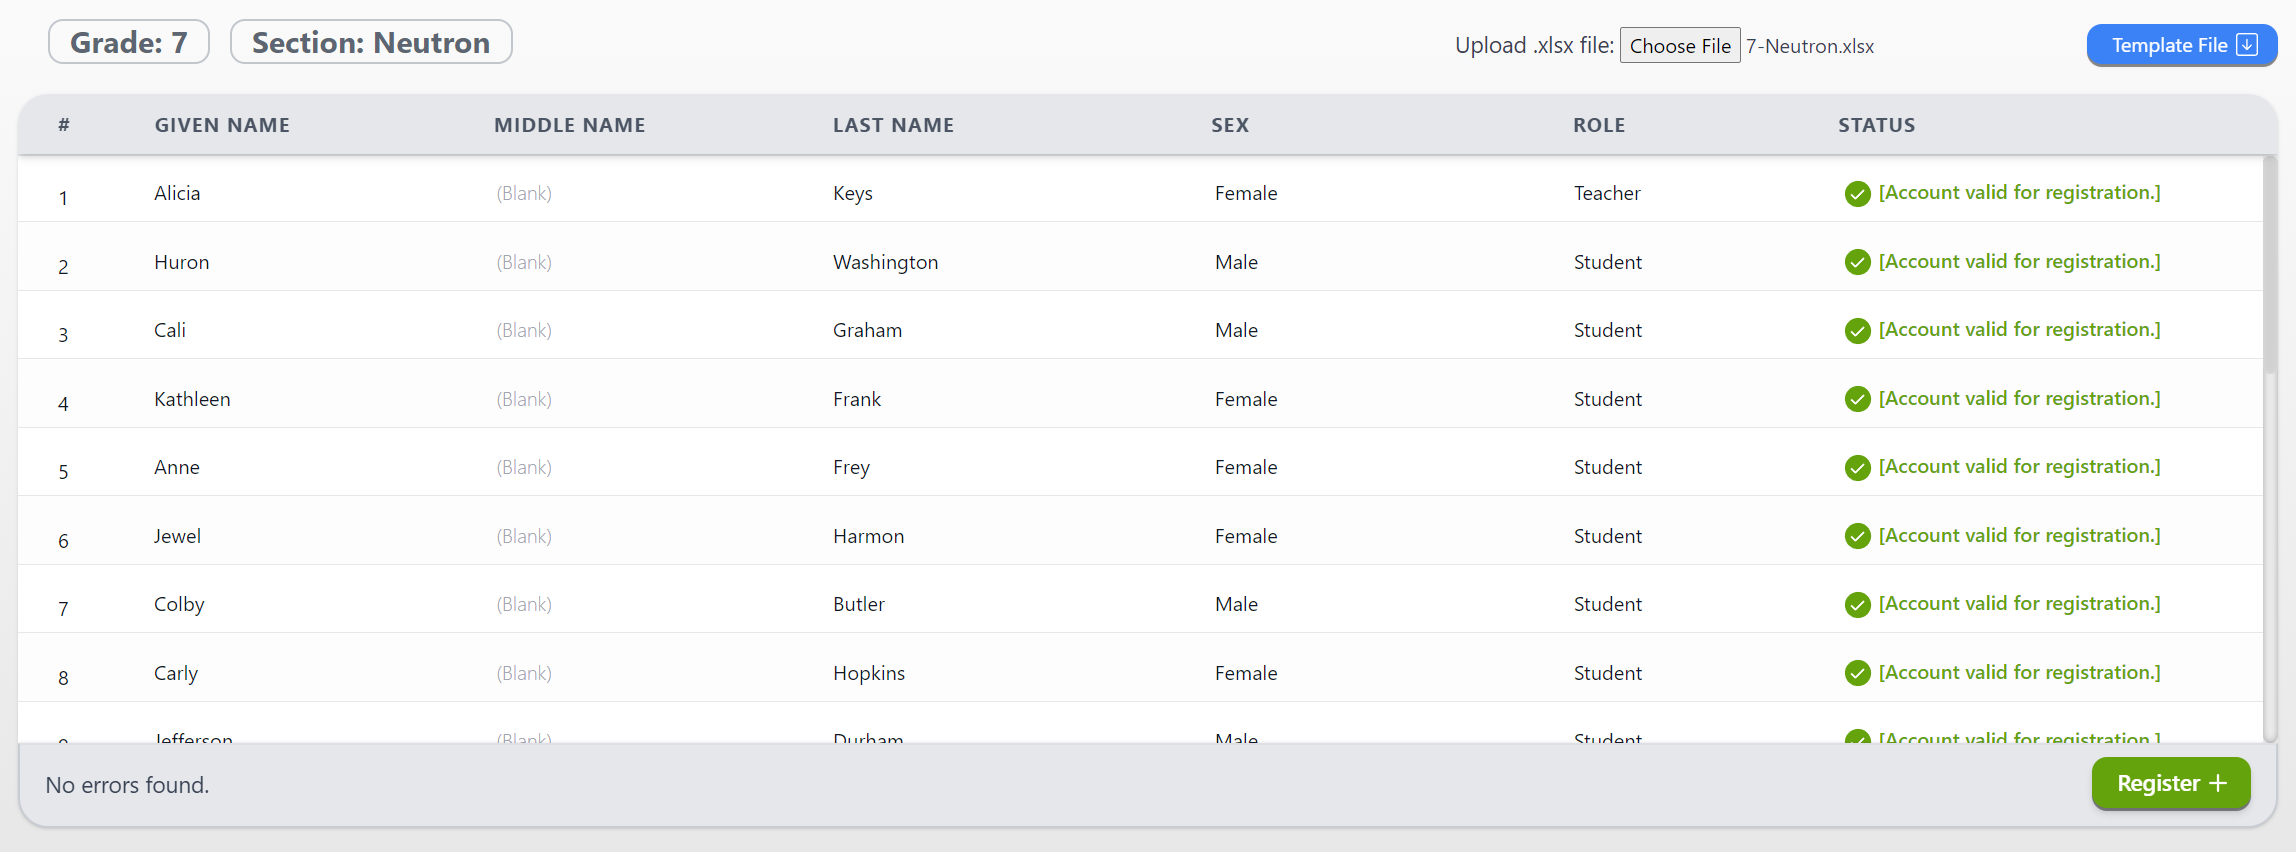 Grade: 7 Section: Neutron Upload .xlsx file: Choose File 7-Neutron.xlsx Template File
# GIVEN NAME MIDDLE NAME LAST NAME SEX ROLE STATUS
1 Alicia (Blank) Keys Female Teacher [Account valid for registration.]
2 Huron (Blank) Washington Male Student [Account valid for registration.]
3 Cali (Blank) Graham Male Student [Account valid for registration.]
4 Kathleen (Blank) Frank Female Student [Account valid for registration.]
5 Anne (Blank) Frey Female Student [Account valid for registration.]
6 Jewel (Blank) Harmon Female Student [Account valid for registration.]
7 Colby (Blank) Butler Male Student [Account valid for registration.]
8 Carly (Blank) Hopkins Female Student [Account valid for registration.]
9 Jefferson (Blank) Durham Male Student [Account valid for registration.]
No errors found. Register +